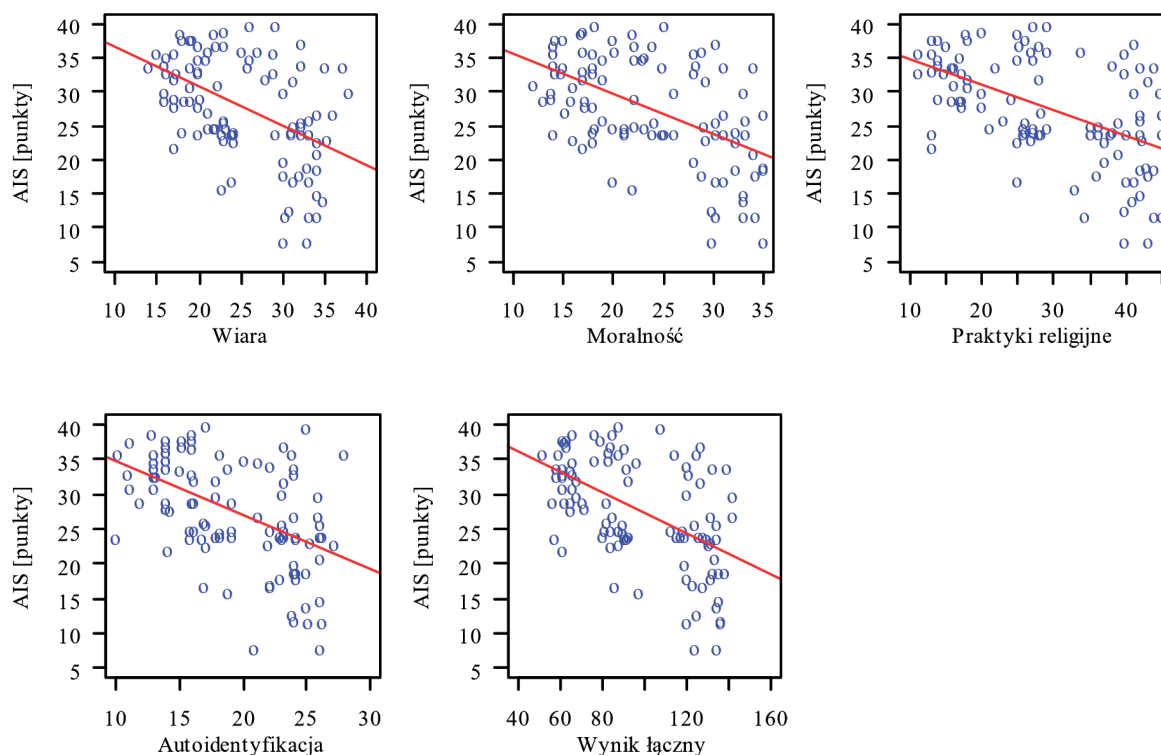 AIS [punkty]
40
35
30
25
20
15
10
5
10 15 20 25 30 35 40
Wiara
AIS [punkty]
40
35
30
25
20
15
10
5
10 15 20 25 30 35
Moralność
AIS [punkty]
40
35
30
25
20
15
10
5
10 20 30 40
Praktyki religijne
AIS [punkty]
40
35
30
25
20
15
10
5
10 15 20 25 30
Autoidentyfikacja
AIS [punkty]
40
35
30
25
20
15
10
5
40 60 80 120 160
Wynik łączny